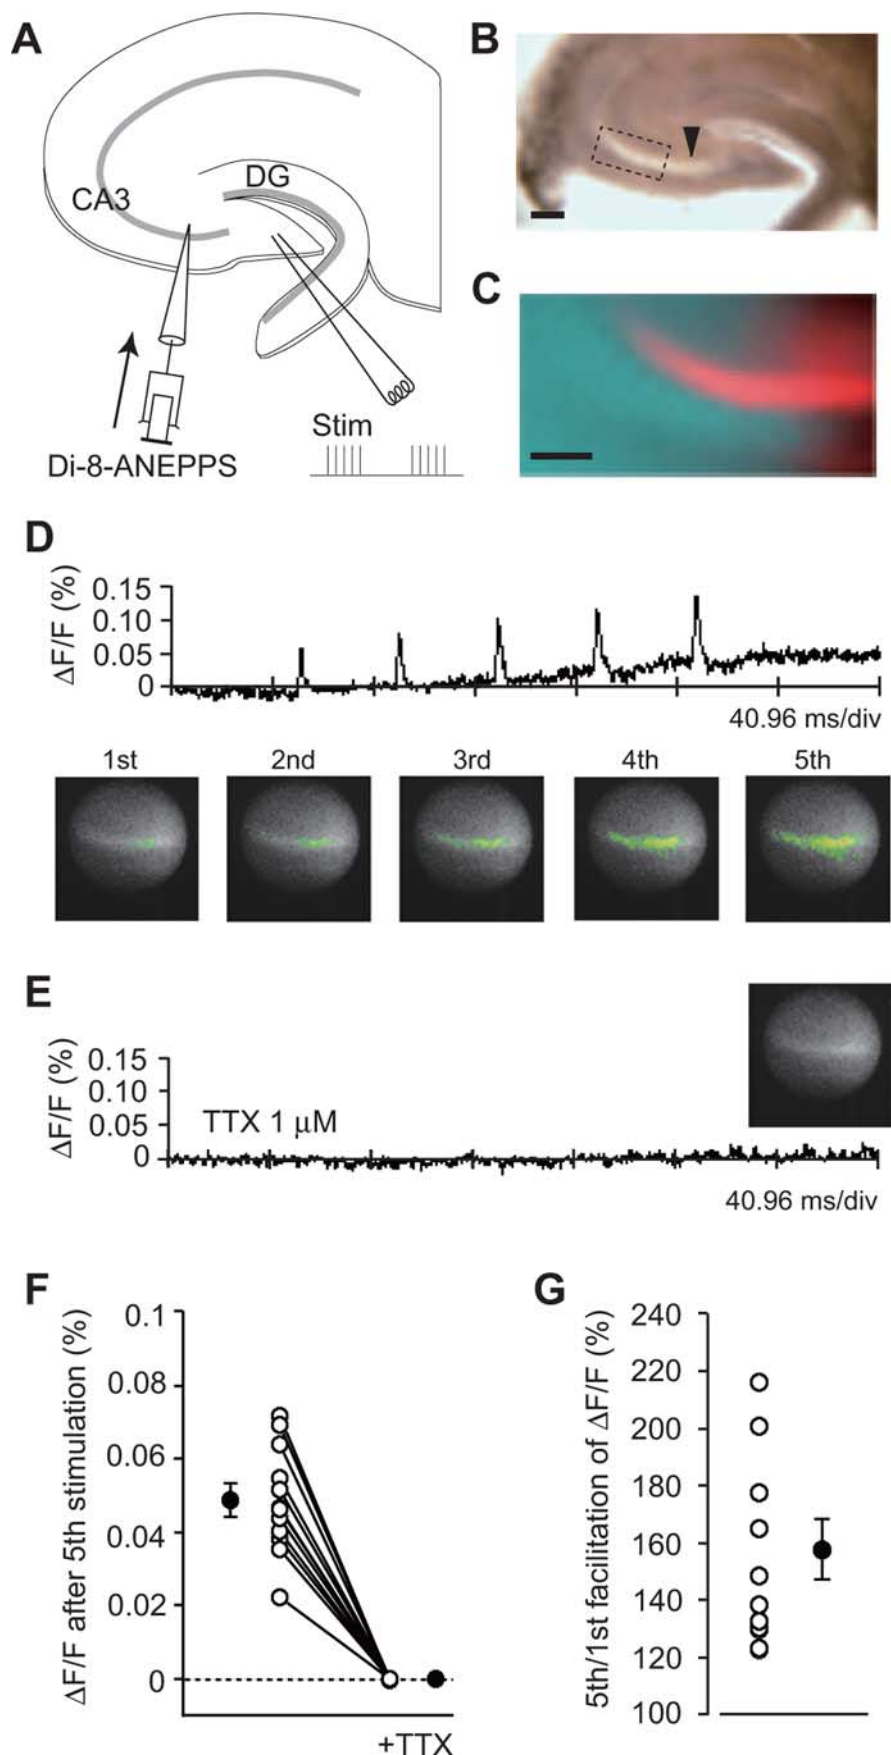 A
CA3
DG
Di-8-ANEPPS
Stim
B
C
D
ΔF/F (%)
0.15
0.10
0.05
0
40.96 ms/div
1st 2nd 3rd 4th 5th
E
ΔF/F (%)
0.15
0.10
0.05
0
TTX 1 μM
40.96 ms/div
F
ΔF/F after 5th stimulation (%)
0.1
0.08
0.06
0.04
0.02
0
+TTX
G
5th/1st facilitation of ΔF/F (%)
240
220
200
180
160
140
120
100